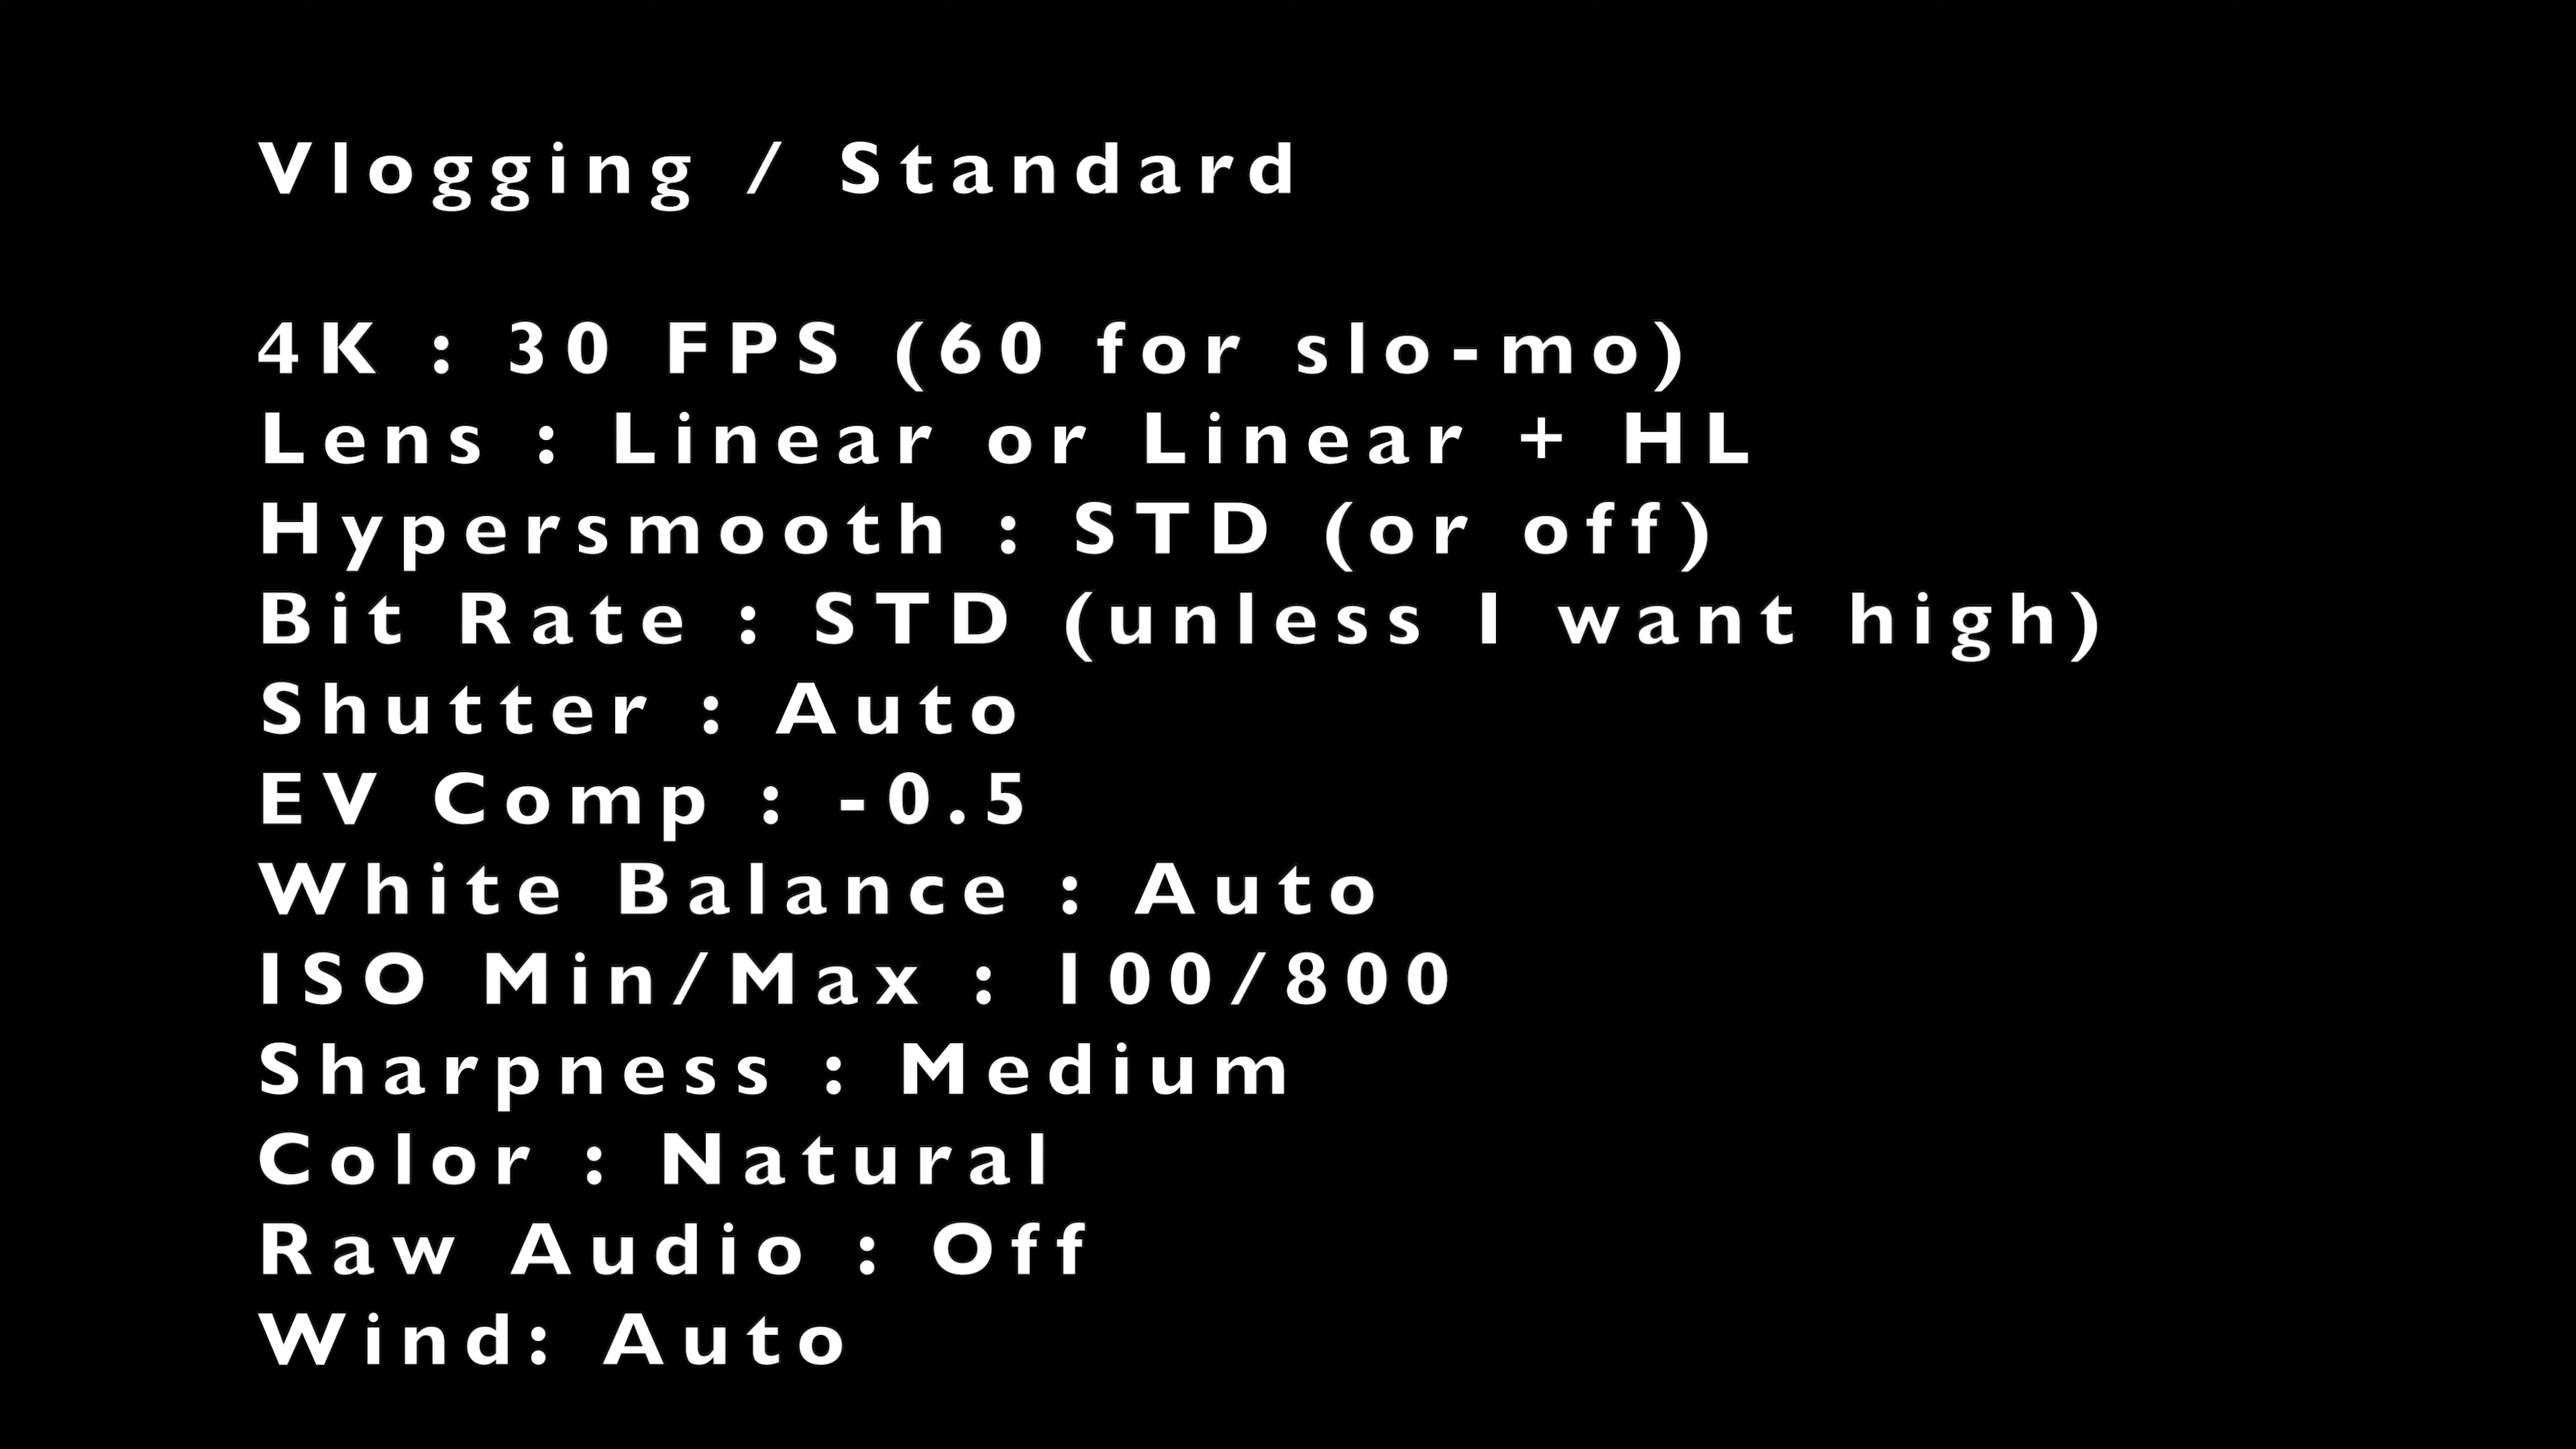 Vlogging / Standard
4K : 30 FPS (60 for slo-mo)
Lens : Linear or Linear + HL
Hypersmooth : STD (or off)
Bit Rate : STD (unless I want high)
Shutter : Auto
EV Comp : -0.5
White Balance : Auto
ISO Min/Max : 100/800
Sharpness : Medium
Color : Natural
Raw Audio : Off
Wind: Auto